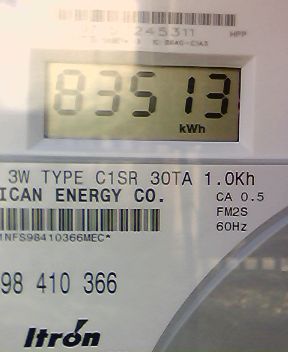 245311
HPP
83513
kWh
3W TYPE C1SR 30TA 1.0Kh
ICAN ENERGY CO.
CA 0.5
FM2S
60Hz
1NFS98410366MEC*
98 410 366
Itron